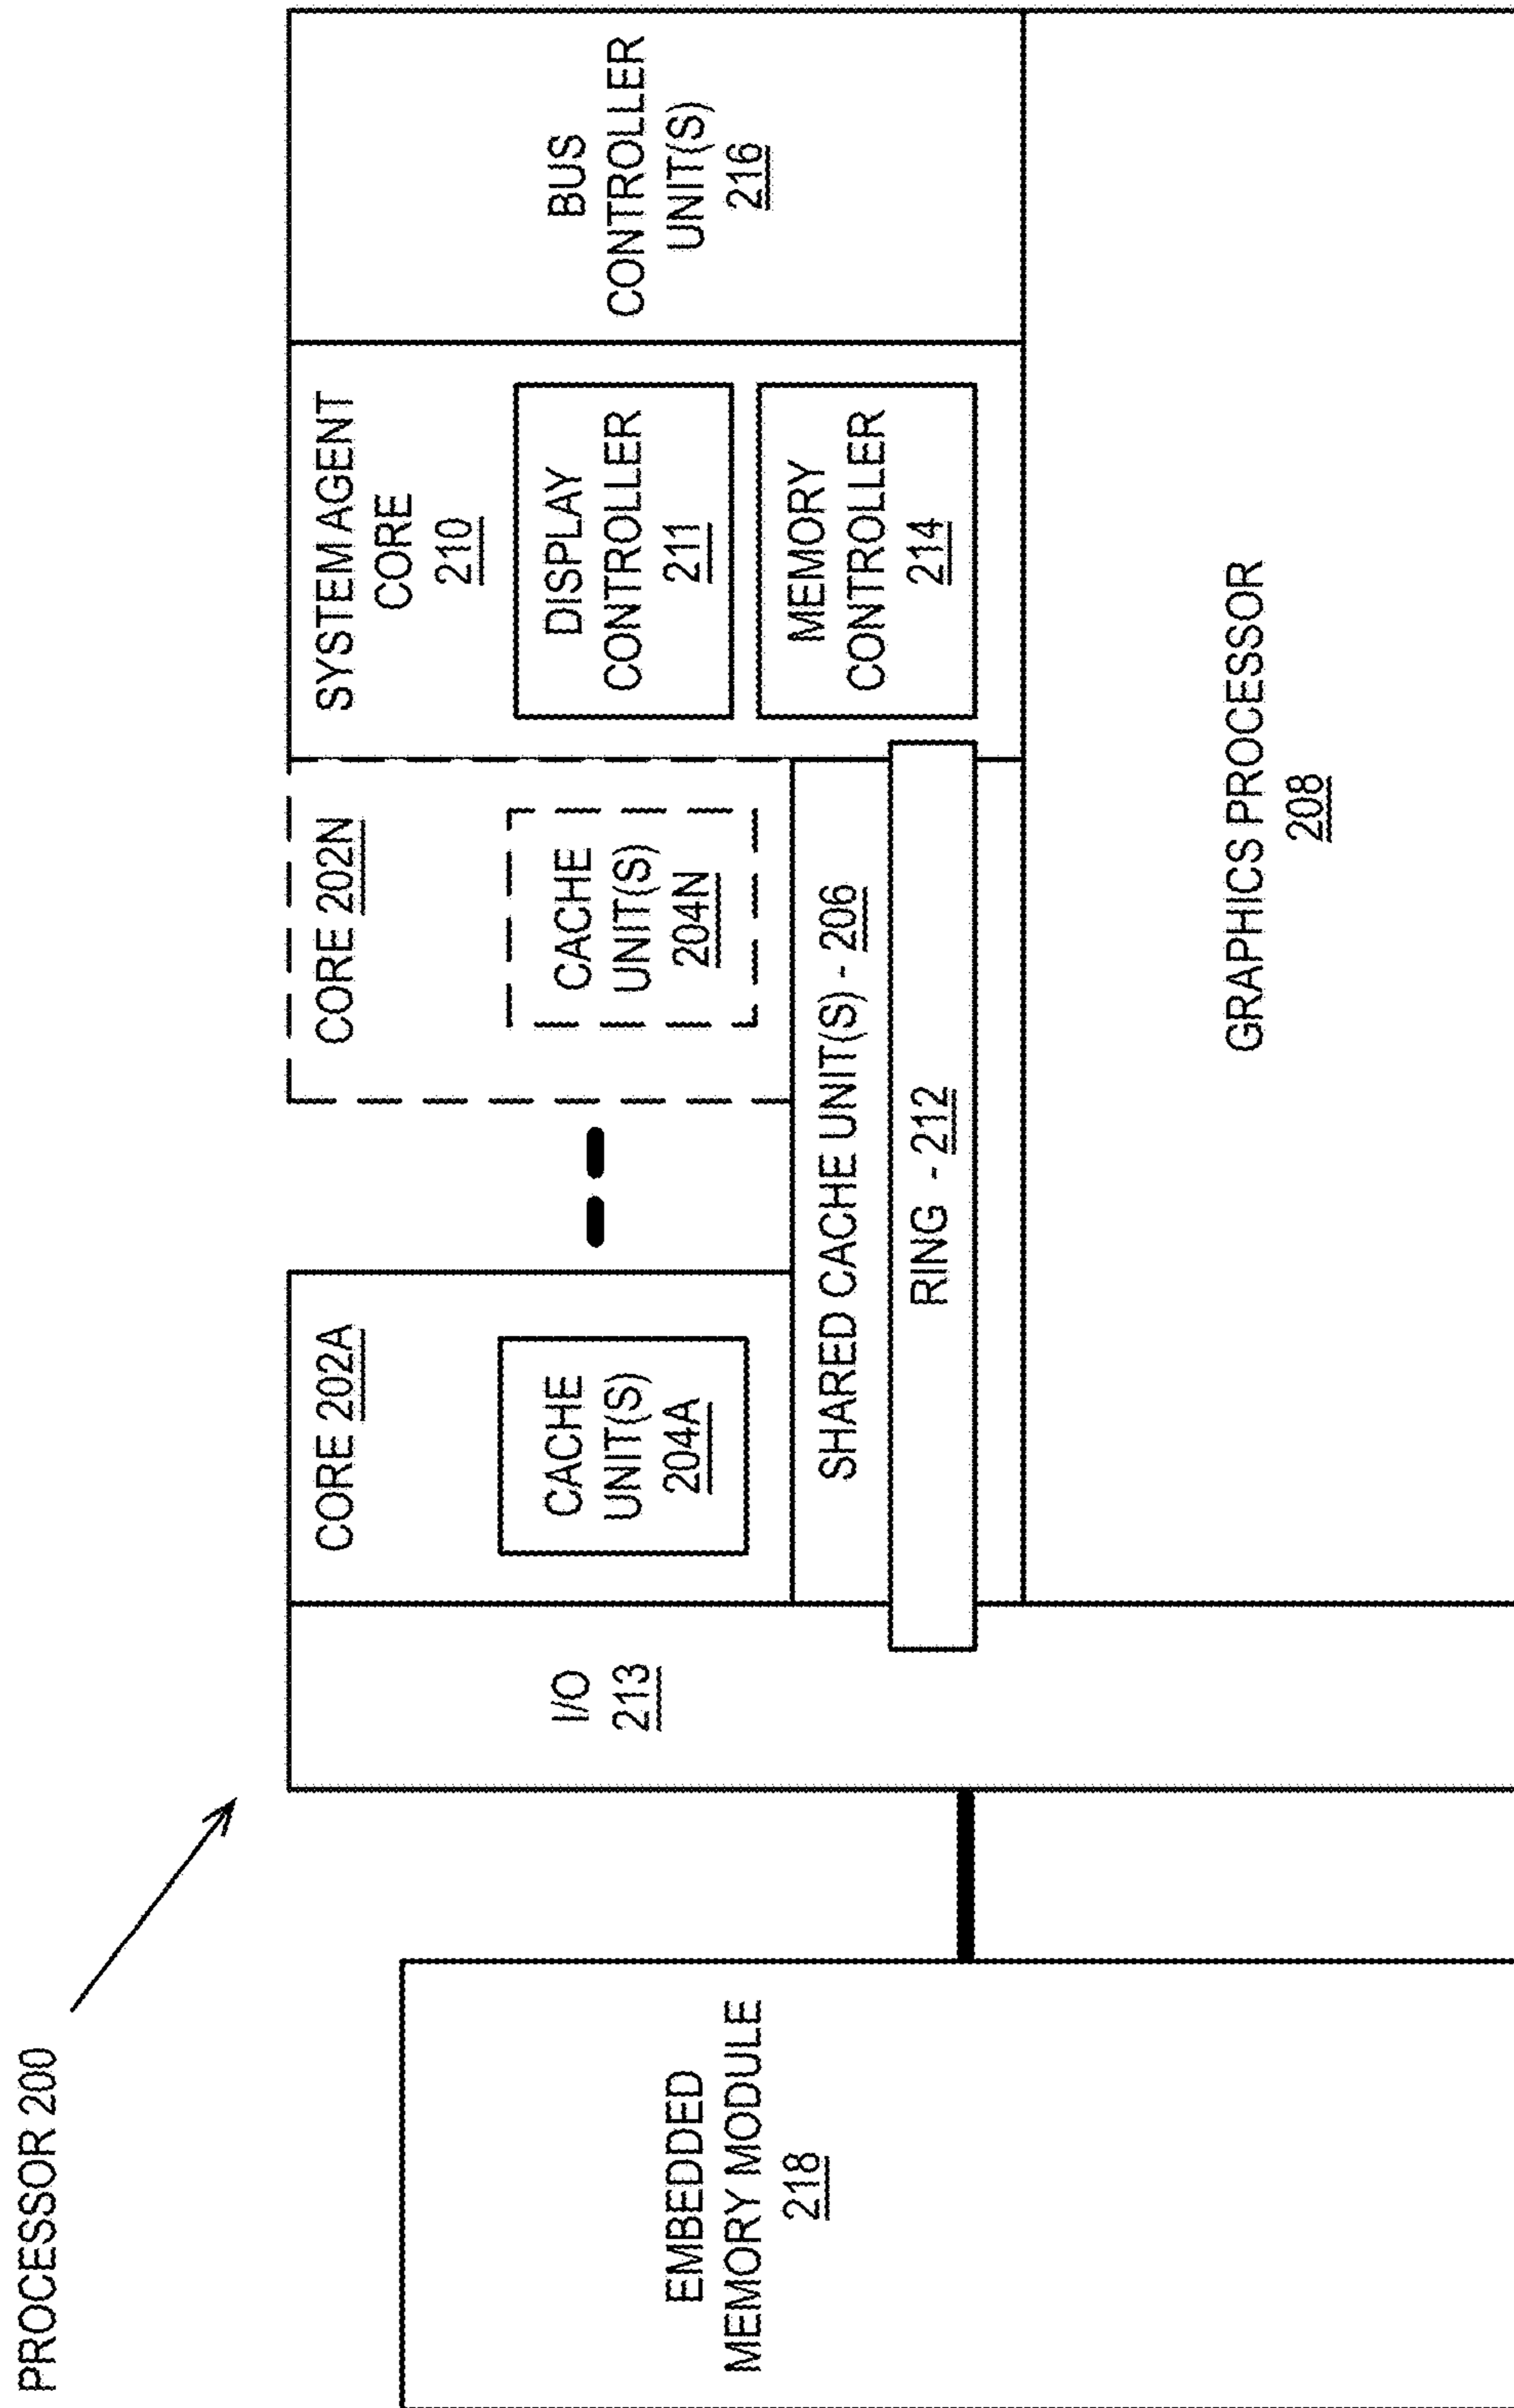 PROCESSOR 200
EMBEDDED
MEMORY MODULE
218
I/O
213
CORE 202A
CACHE
UNIT(S)
204A
CORE 202N
CACHE
UNIT(S)
204N
SHARED CACHE UNIT(S) - 206
RING - 212
SYSTEM AGENT
CORE
210
DISPLAY
CONTROLLER
211
MEMORY
CONTROLLER
214
BUS
CONTROLLER
UNIT(S)
216
GRAPHICS PROCESSOR
208